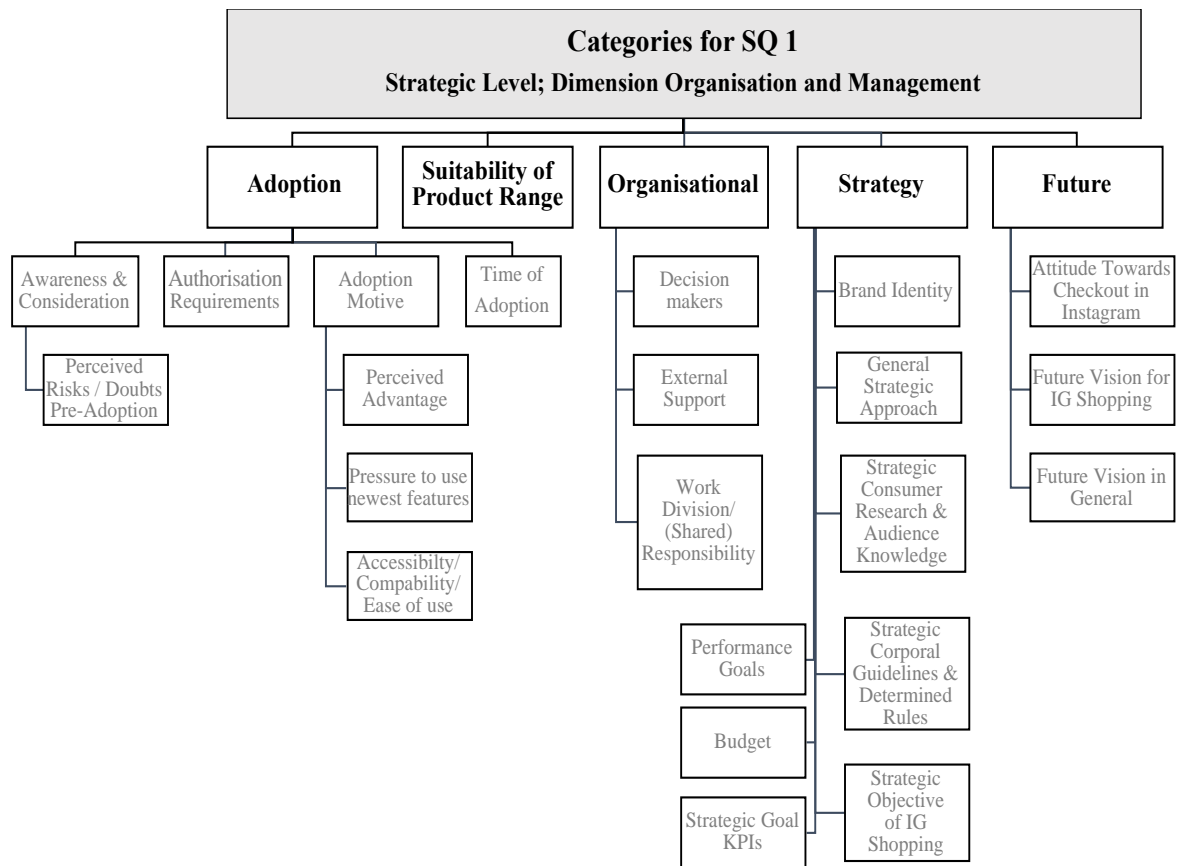 Categories for SQ 1
Strategic Level; Dimension Organisation and Management
Adoption
Suitability of
Product Range
Organisational
Strategy
Future
Awareness &
Consideration
Authorisation
Requirements
Adoption
Motive
Time of
Adoption
Perceived
Risks / Doubts
Pre-Adoption
Perceived
Advantage
Pressure to use
newest features
Accessibilty/
Compability/
Ease of use
Decision
makers
External
Support
Work
Division/
(Shared)
Responsibility
Brand Identity
General
Strategic
Approach
Strategic
Consumer
Research &
Audience
Knowledge
Performance
Goals
Strategic
Corporal
Guidelines &
Determined
Rules
Budget
Strategic Goal
KPIs
Strategic
Objective
of IG
Shopping
Attitude Towards
Checkout in
Instagram
Future Vision for
IG Shopping
Future Vision in
General